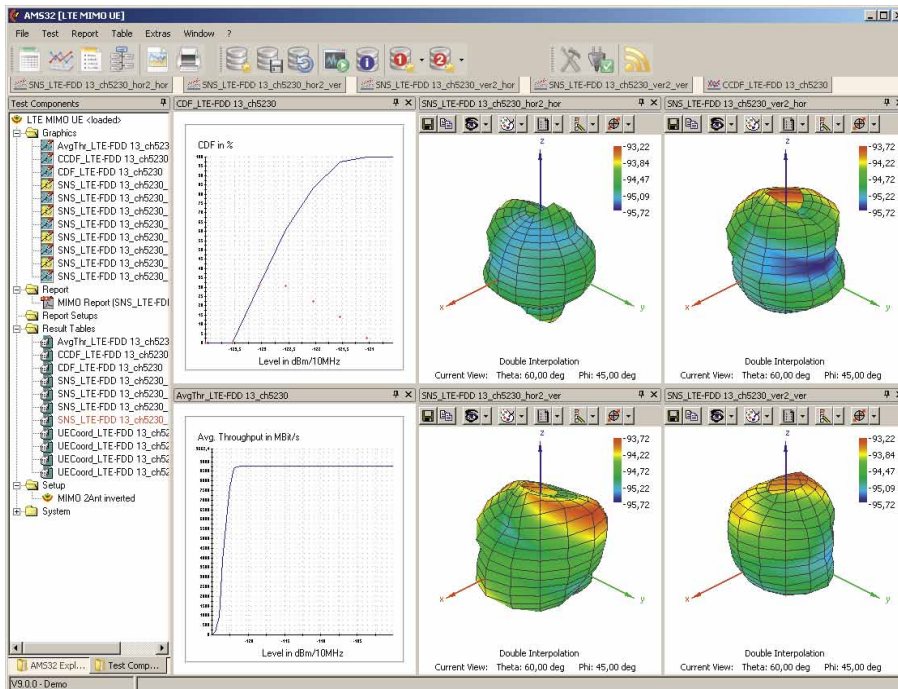 AMS32 [LTE MIMO UE]
File Test Report Table Extras Window ?
SNS_LTE-FDD 13_ch5230_hor2_hor
SNS_LTE-FDD 13_ch5230_hor2_ver
SNS_LTE-FDD 13_ch5230_ver2_hor
SNS_LTE-FDD 13_ch5230_ver2_ver
CCDF_LTE-FDD 13_ch5230
Test Components
LTE MIMO UE <loaded>
Graphics
AvgThr_LTE-FDD 13_ch523
CCDF_LTE-FDD 13_ch5230
CDF_LTE-FDD 13_ch5230
SNS_LTE-FDD 13_ch5230_
SNS_LTE-FDD 13_ch5230_
SNS_LTE-FDD 13_ch5230_
SNS_LTE-FDD 13_ch5230_
SNS_LTE-FDD 13_ch5230_
SNS_LTE-FDD 13_ch5230_
SNS_LTE-FDD 13_ch5230_
SNS_LTE-FDD 13_ch5230_
Report
MIMO Report (SNS_LTE-FDI
Report Setups
Result Tables
AvgThr_LTE-FDD 13_ch523
CCDF_LTE-FDD 13_ch5230
CDF_LTE-FDD 13_ch5230
SNS_LTE-FDD 13_ch5230_
SNS_LTE-FDD 13_ch5230_
SNS_LTE-FDD 13_ch5230_
SNS_LTE-FDD 13_ch5230_
UECoord_LTE-FDD 13_ch52
UECoord_LTE-FDD 13_ch52
UECoord_LTE-FDD 13_ch52
UECoord_LTE-FDD 13_ch52
Setup
MIMO 2Ant inverted
System
AMS32 Expl...
Test Comp...
V9.0.0 - Demo
CDF_LTE-FDD 13_ch5230
CDF in %
Level in dBm/10MHz
SNS_LTE-FDD 13_ch5230_hor2_hor
-93,22
-93,84
-94,47
-95,09
-95,72
z
x
y
Double Interpolation
Current View: Theta: 60,00 deg Phi: 45,00 deg
SNS_LTE-FDD 13_ch5230_ver2_hor
-93,72
-94,22
-94,72
-95,22
-95,72
z
x
y
Double Interpolation
Current View: Theta: 60,00 deg Phi: 45,00 deg
AvgThr_LTE-FDD 13_ch5230
Avg. Throughput in MBit/s
Level in dBm/10MHz
SNS_LTE-FDD 13_ch5230_hor2_ver
-93,72
-94,22
-94,72
-95,22
-95,72
z
x
y
Double Interpolation
Current View: Theta: 60,00 deg Phi: 45,00 deg
SNS_LTE-FDD 13_ch5230_ver2_ver
-93,22
-93,84
-94,47
-95,09
-95,72
z
x
y
Double Interpolation
Current View: Theta: 60,00 deg Phi: 45,00 deg